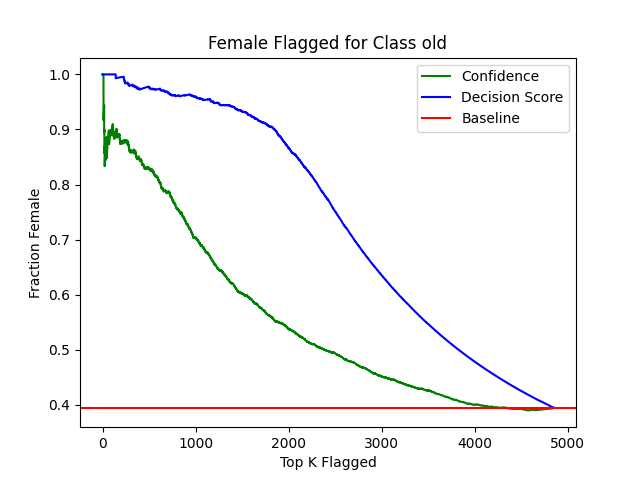 Female Flagged for Class old
Confidence
Decision Score
Baseline
Fraction Female
1.0
0.9
0.8
0.7
0.6
0.5
0.4
0 1000 2000 3000 4000 5000
Top K Flagged